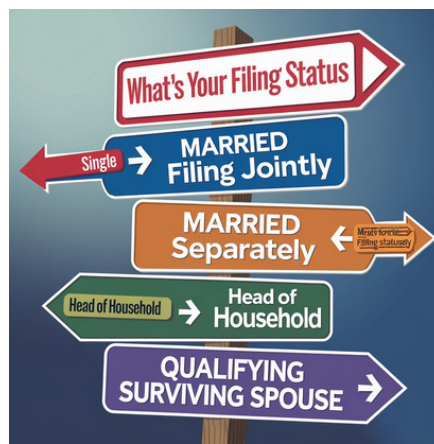 What's Your Filing Status
Single
MARRIED
Filing Jointly
MARRIED
Separately
Filing
Head of Household
Head of
Household
QUALIFYING
SURVIVING SPOUSE